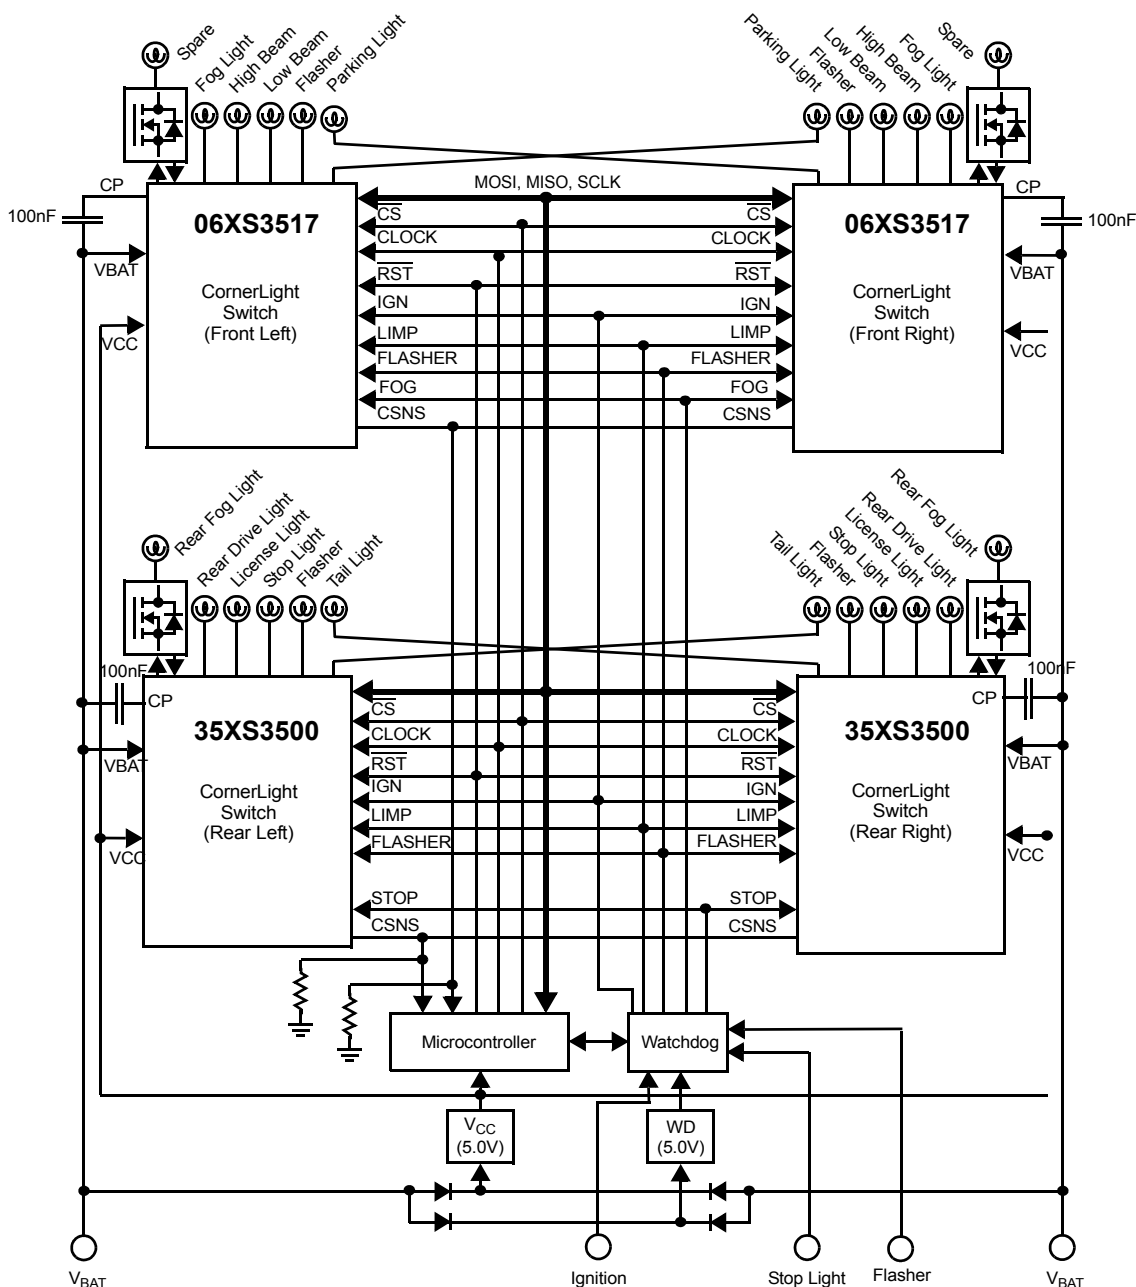 Spare
Fog Light
High Beam
Low Beam
Flasher
Parking Light
Parking Light
Flasher
Low Beam
High Beam
Fog Light
Spare
CP
100nF
VBAT
VCC
06XS3517
CornerLight
Switch
(Front Left)
MOSI, MISO, SCLK
CS
CS
CLOCK
CLOCK
RST
RST
IGN
IGN
LIMP
LIMP
FLASHER
FLASHER
FOG
FOG
CSNS
CSNS
06XS3517
CornerLight
Switch
(Front Right)
CP
100nF
VBAT
VCC
Rear Fog Light
Rear Drive Light
License Light
Stop Light
Flasher
Tail Light
Tail Light
Flasher
Stop Light
License Light
Rear Drive Light
Rear Fog Light
100nF
CP
VBAT
VCC
35XS3500
CornerLight
Switch
(Rear Left)
CS
CS
CLOCK
CLOCK
RST
RST
IGN
IGN
LIMP
LIMP
FLASHER
FLASHER
STOP
STOP
CSNS
CSNS
35XS3500
CornerLight
Switch
(Rear Right)
CP
100nF
VBAT
VCC
Microcontroller
Watchdog
VCC
(5.0V)
WD
(5.0V)
VBAT
Ignition
Stop Light
Flasher
VBAT